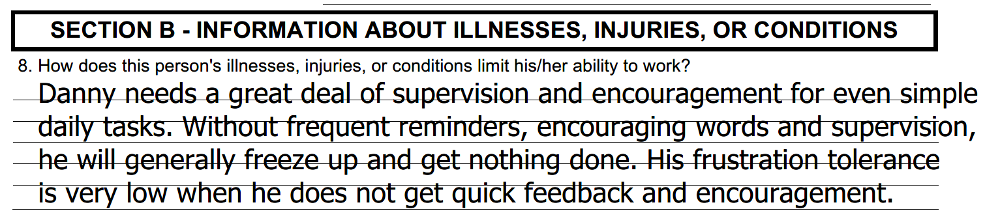 SECTION B - INFORMATION ABOUT ILLNESSES, INJURIES, OR CONDITIONS
8. How does this person's illnesses, injuries, or conditions limit his/her ability to work?
Danny needs a great deal of supervision and encouragement for even simple
daily tasks. Without frequent reminders, encouraging words and supervision,
he will generally freeze up and get nothing done. His frustration tolerance
is very low when he does not get quick feedback and encouragement.